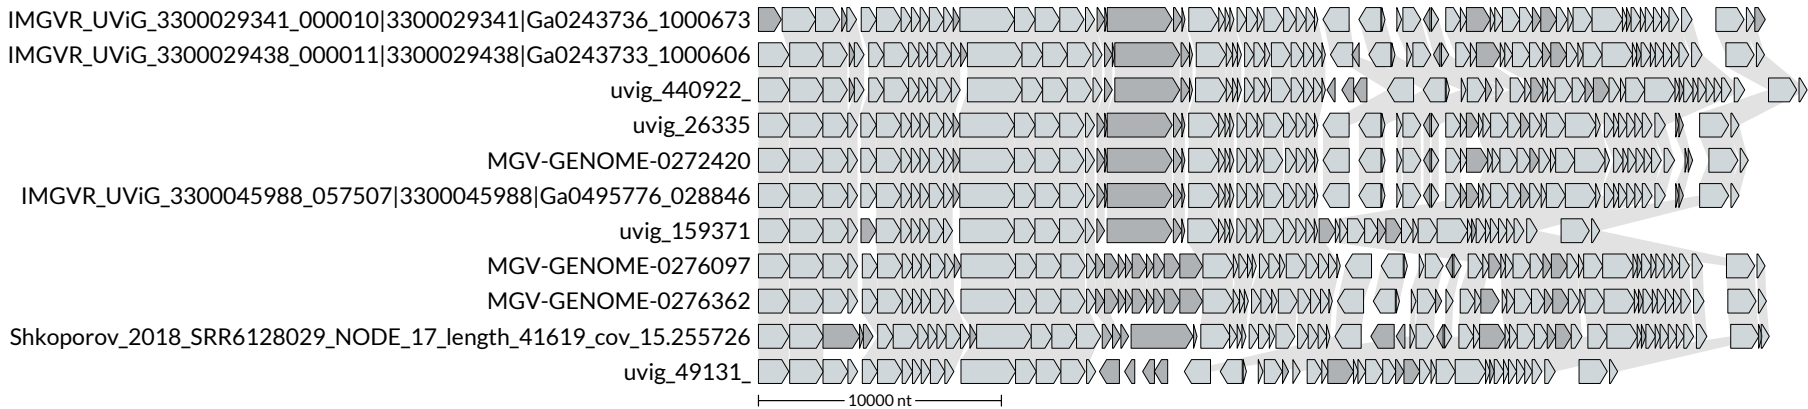 IMGVR_UViG_3300029341_000010|3300029341|Ga0243736_1000673
IMGVR_UViG_3300029438_000011|3300029438|Ga0243733_1000606
uvig_440922_
uvig_26335
MGV-GENOME-0272420
IMGVR_UViG_3300045988_057507|3300045988|Ga0495776_028846
uvig_159371
MGV-GENOME-0276097
MGV-GENOME-0276362
Shkoporov_2018_SRR6128029_NODE_17_length_41619_cov_15.255726
uvig_49131_
10000 nt